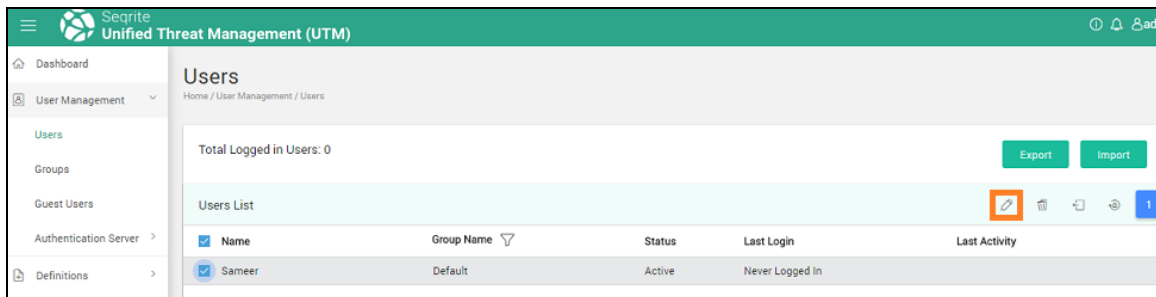 Seqrite
Unified Threat Management (UTM)
Dashboard
User Management
Users
Groups
Guest Users
Authentication Server
Definitions
Users
Home / User Management / Users
Total Logged in Users: 0
Export
Import
Users List
1
Name
Group Name
Status
Last Login
Last Activity
Sameer
Default
Active
Never Logged In